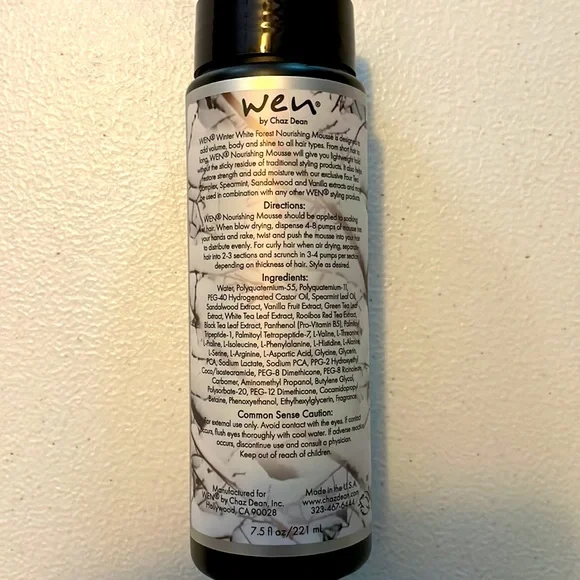 wen®
by Chaz Dean
WEN® Winter White Forest Nourishing Mousse is designed to
add volume, body and shine to all hair types. From short hair to
long, WEN® Nourishing Mousse will give you lightweight hold
without the sticky residue of traditional styling products. It also helps
restore strength and add moisture with our exclusive Four Tea
Complex, Spearmint, Sandalwood and Vanilla extracts and may
be used in combination with any other WEN® styling products.
Directions:
WEN® Nourishing Mousse should be applied to soaking
hair. When blow drying, dispense 4-8 pumps of mousse into
your hands and rake, twist and push the mousse into your hair
to distribute evenly. For curly hair when air drying, separate
hair into 2-3 sections and scrunch in 3-4 pumps per section
depending on thickness of hair. Style as desired.
Ingredients:
Water, Polyquaternium-55, Polyquaternium-11,
PEG-40 Hydrogenated Castor Oil, Spearmint Leaf Oil,
Sandalwood Extract, Vanilla Fruit Extract, Green Tea Leaf
Extract, White Tea Leaf Extract, Rooibos Red Tea Extract,
Black Tea Leaf Extract, Panthenol (Pro-Vitamin B5), Palmitoyl
Tripeptide-1, Palmitoyl Tetrapeptide-7, L-Valine, L-Threonine,
L-Proline, L-Isoleucine, L-Phenylalanine, L-Histidine, L-Alanine,
L-Serine, L-Arginine, L-Aspartic Acid, Glycine, Glycerin,
PCA, Sodium Lactate, Sodium PCA, PPG-2 Hydroxyethyl
Coco/Isostearamide, PEG-8 Dimethicone, PEG-8 Ricinoleate,
Carbomer, Aminomethyl Propanol, Butylene Glycol,
Polysorbate-20, PEG-12 Dimethicone, Cocamidopropyl
Betaine, Phenoxyethanol, Ethylhexylglycerin, Fragrance
Common Sense Caution:
For external use only. Avoid contact with the eyes. If contact
occurs, flush eyes thoroughly with cool water. If adverse reaction
occurs, discontinue use and consult a physician.
Keep out of reach of children.
Manufactured for
WEN® by Chaz Dean, Inc.
Hollywood, CA 90028
Made in the U.S.A.
www.chazdean.com
323-467-6444
7.5 fl oz/221 mL